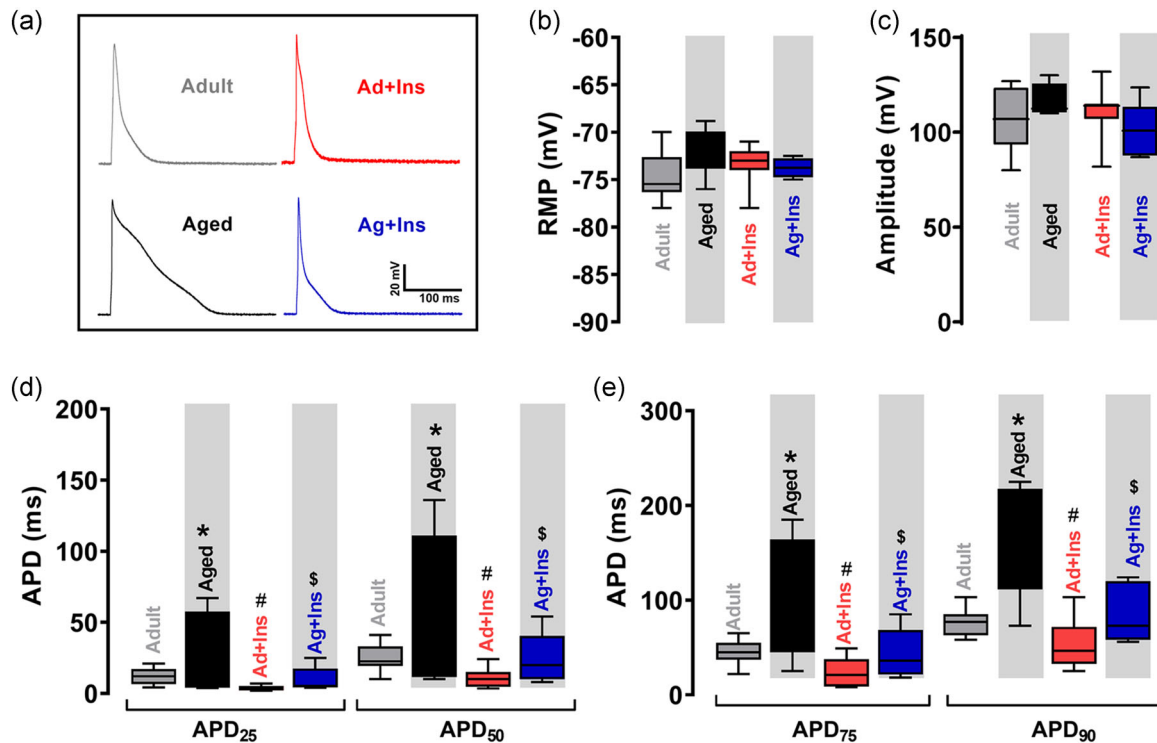 (a)
Adult
Ad+Ins
Aged
Ag+Ins
20 mV
100 ms
(b)
RMP (mV)
-60
-65
-70
-75
-80
-85
-90
Adult
Aged
Ad+Ins
Ag+Ins
(c)
Amplitude (mV)
150
100
50
0
Adult
Aged
Ad+Ins
Ag+Ins
(d)
APD (ms)
200
150
100
50
0
Adult
Aged *
Ad+Ins #
Ag+Ins $
Adult
Aged *
Ad+Ins #
Ag+Ins $
APD25
APD50
(e)
APD (ms)
300
200
100
0
Adult
Aged *
Ad+Ins #
Ag+Ins $
Adult
Aged *
Ad+Ins #
Ag+Ins $
APD75
APD90